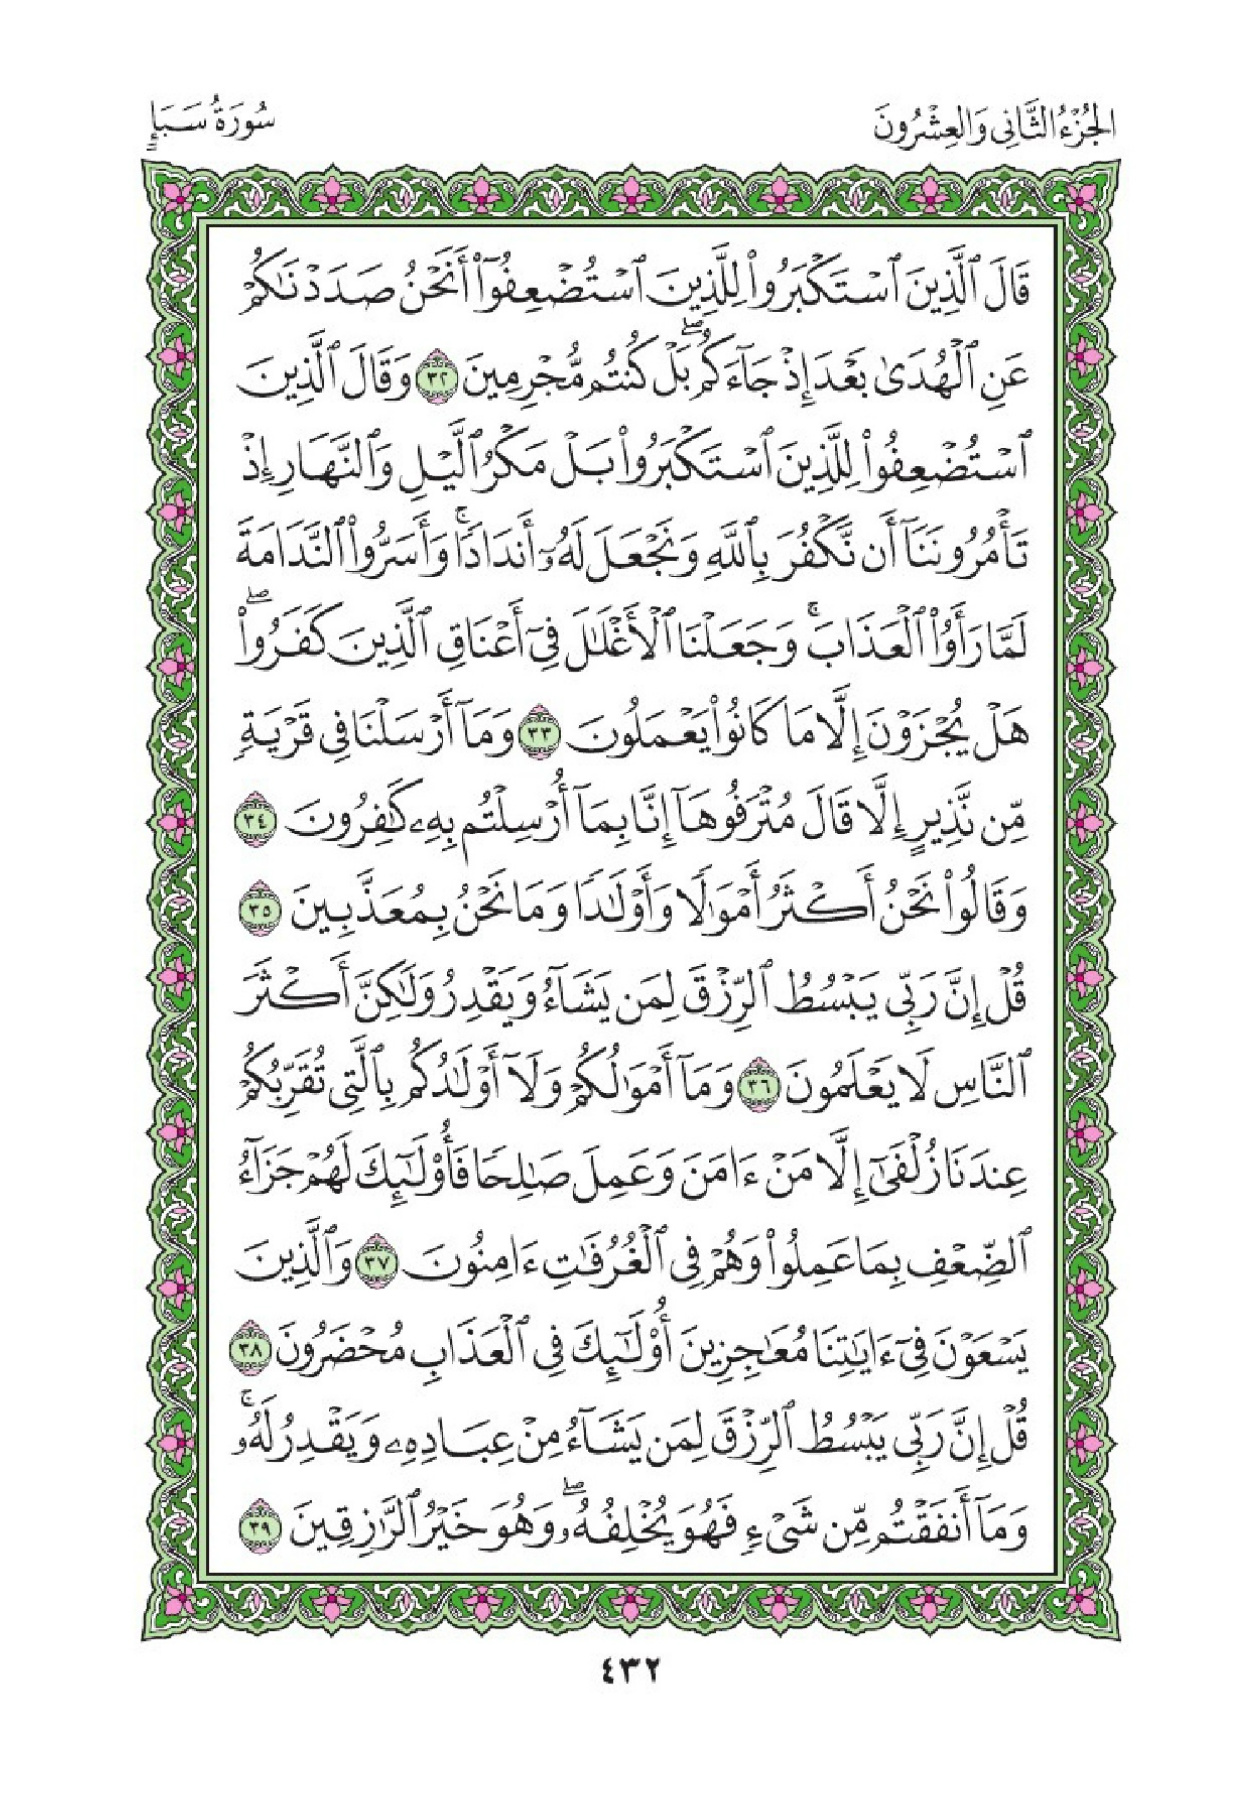 الجُزْءُ الثَّانِي وَالعِشْرُونَ
سُورَةُ سَبَإٍ
قَالَ ٱلَّذِينَ ٱسْتَكْبَرُوا۟ لِلَّذِينَ ٱسْتُضْعِفُوٓا۟ أَنَحْنُ صَدَدْنَٰكُمْ
عَنِ ٱلْهُدَىٰ بَعْدَ إِذْ جَآءَكُم ۖ بَلْ كُنتُم مُّجْرِمِينَ ٣٢ وَقَالَ ٱلَّذِينَ
ٱسْتُضْعِفُوا۟ لِلَّذِينَ ٱسْتَكْبَرُوا۟ بَلْ مَكْرُ ٱلَّيْلِ وَٱلنَّهَارِ إِذْ
تَأْمُرُونَنَآ أَن نَّكْفُرَ بِٱللَّهِ وَنَجْعَلَ لَهُۥٓ أَندَادًا ۚ وَأَسَرُّوا۟ ٱلنَّدَامَةَ
لَمَّا رَأَوُا۟ ٱلْعَذَابَ ۚ وَجَعَلْنَا ٱلْأَغْلَٰلَ فِىٓ أَعْنَاقِ ٱلَّذِينَ كَفَرُوا۟ ۖ
هَلْ يُجْزَوْنَ إِلَّا مَا كَانُوا۟ يَعْمَلُونَ ٣٣ وَمَآ أَرْسَلْنَا فِى قَرْيَةٍ
مِّن نَّذِيرٍ إِلَّا قَالَ مُتْرَفُوهَآ إِنَّا بِمَآ أُرْسِلْتُم بِهِۦ كَٰفِرُونَ ٣٤
وَقَالُوا۟ نَحْنُ أَكْثَرُ أَمْوَٰلًا وَأَوْلَٰدًا وَمَا نَحْنُ بِمُعَذَّبِينَ ٣٥
قُلْ إِنَّ رَبِّى يَبْسُطُ ٱلرِّزْقَ لِمَن يَشَآءُ وَيَقْدِرُ وَلَٰكِنَّ أَكْثَرَ
ٱلنَّاسِ لَا يَعْلَمُونَ ٣٦ وَمَآ أَمْوَٰلُكُمْ وَلَآ أَوْلَٰدُكُم بِٱلَّتِى تُقَرِّبُكُمْ
عِندَنَا زُلْفَىٰٓ إِلَّا مَنْ ءَامَنَ وَعَمِلَ صَٰلِحًا فَأُو۟لَٰٓئِكَ لَهُمْ جَزَآءُ
ٱلضِّعْفِ بِمَا عَمِلُوا۟ وَهُمْ فِى ٱلْغُرُفَٰتِ ءَامِنُونَ ٣٧ وَٱلَّذِينَ
يَسْعَوْنَ فِىٓ ءَايَٰتِنَا مُعَٰجِزِينَ أُو۟لَٰٓئِكَ فِى ٱلْعَذَابِ مُحْضَرُونَ ٣٨
قُلْ إِنَّ رَبِّى يَبْسُطُ ٱلرِّزْقَ لِمَن يَشَآءُ مِنْ عِبَادِهِۦ وَيَقْدِرُ لَهُۥ ۚ
وَمَآ أَنفَقْتُم مِّن شَىْءٍ فَهُوَ يُخْلِفُهُۥ ۖ وَهُوَ خَيْرُ ٱلرَّٰزِقِينَ ٣٩
٤٣٢